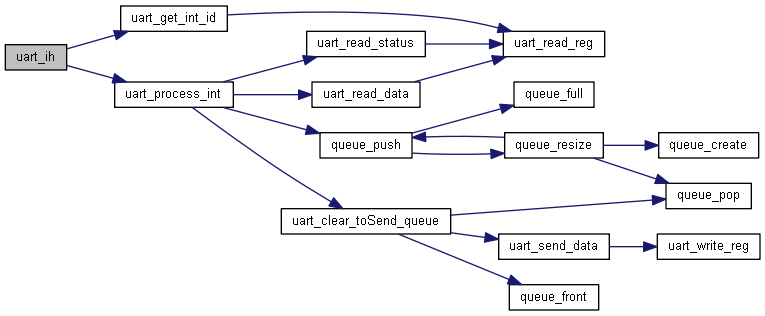 uart_get_int_id
uart_read_status
uart_read_reg
uart_ih
uart_process_int
uart_read_data
queue_full
queue_push
queue_resize
queue_create
queue_pop
uart_clear_toSend_queue
uart_send_data
uart_write_reg
queue_front